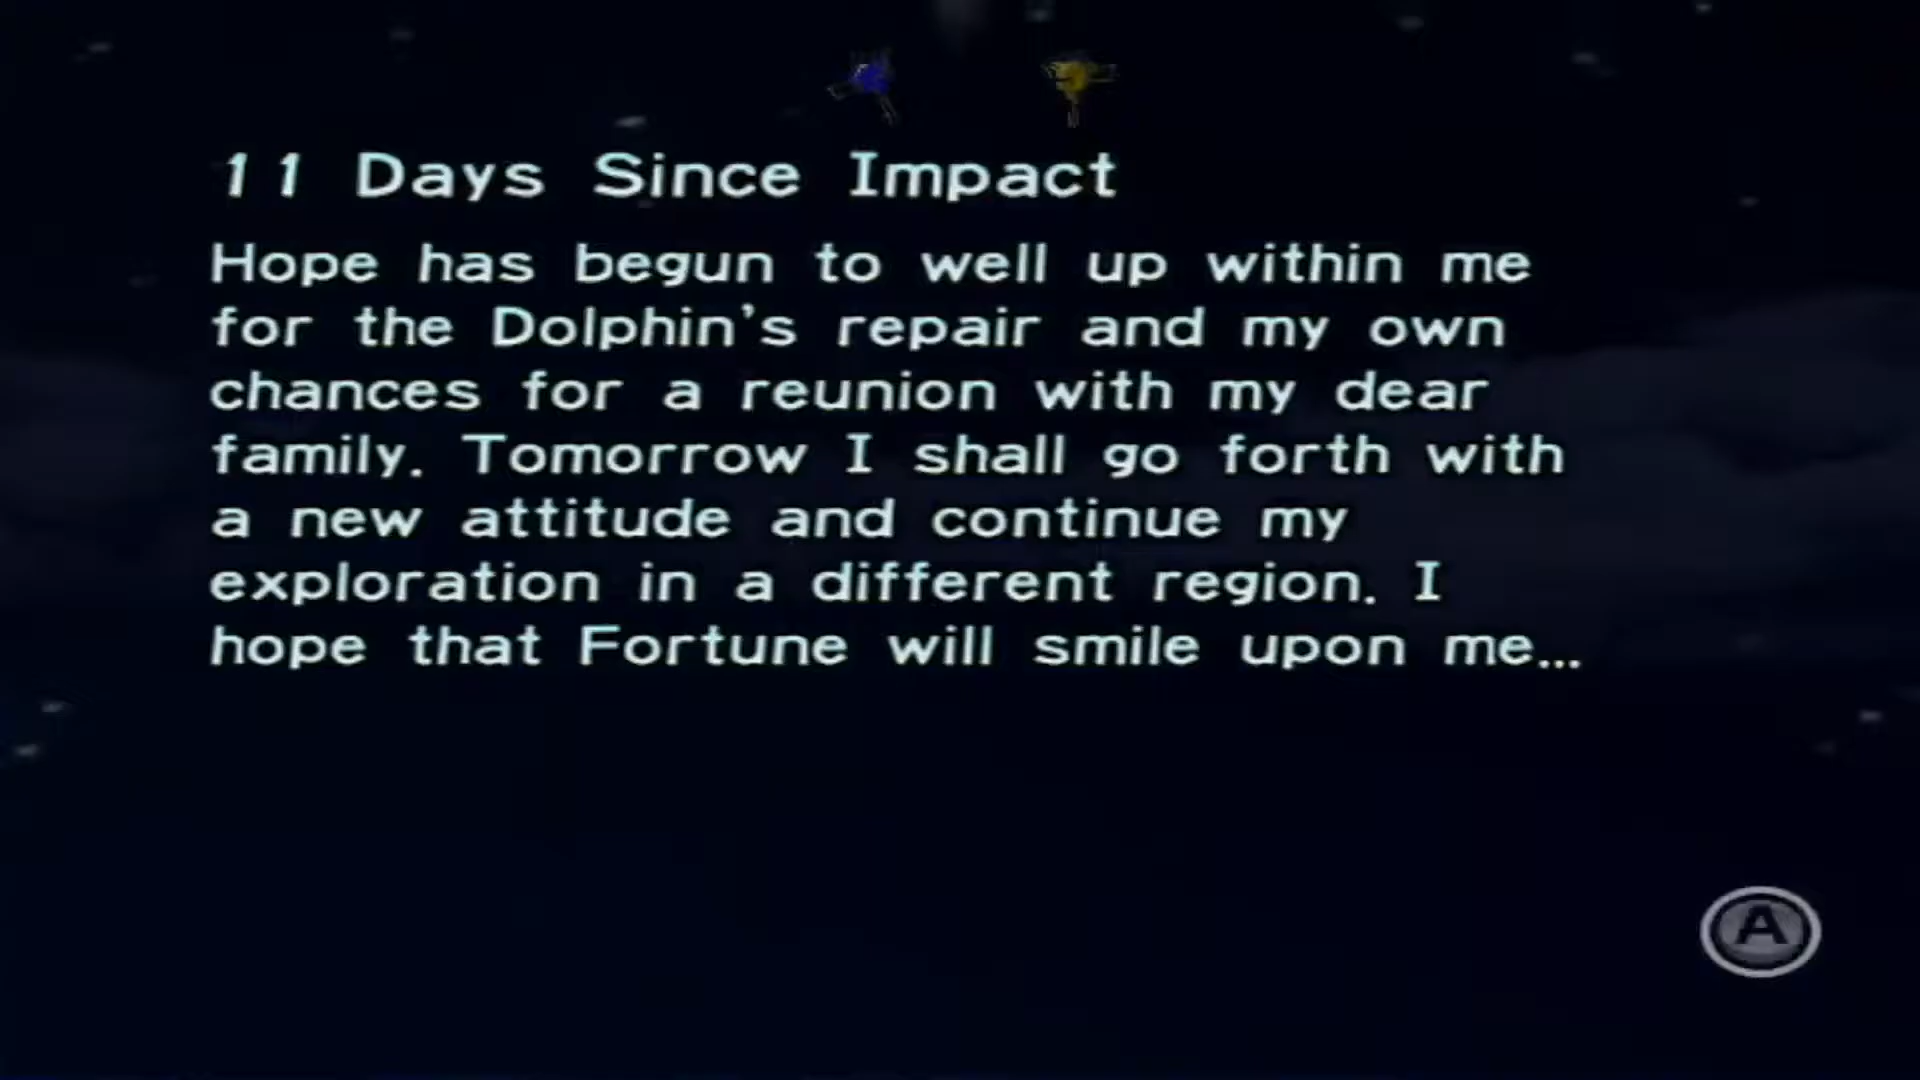 11 Days Since Impact
Hope has begun to well up within me
for the Dolphin's repair and my own
chances for a reunion with my dear
family. Tomorrow I shall go forth with
a new attitude and continue my
exploration in a different region. I
hope that Fortune will smile upon me...
A